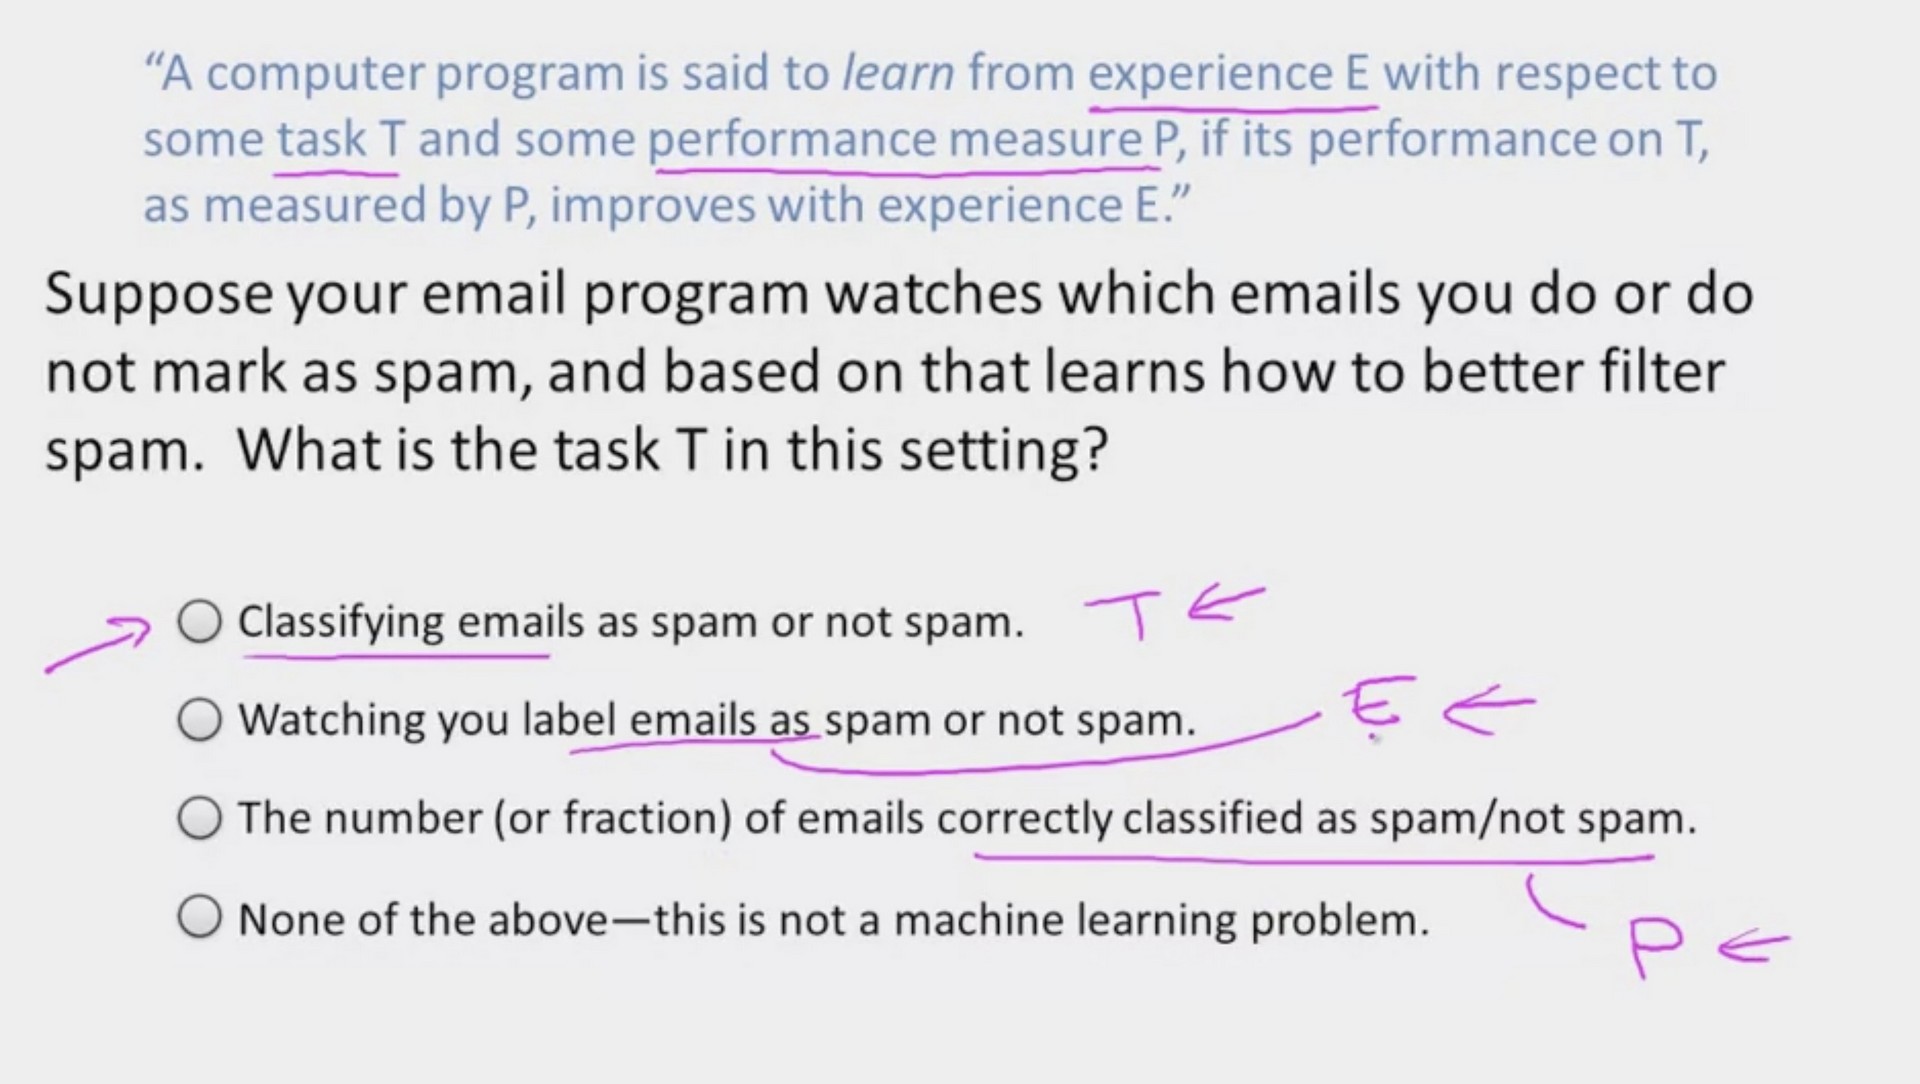 “A computer program is said to learn from experience E with respect to
some task T and some performance measure P, if its performance on T,
as measured by P, improves with experience E.”
Suppose your email program watches which emails you do or do
not mark as spam, and based on that learns how to better filter
spam.  What is the task T in this setting?
Classifying emails as spam or not spam. T ←
Watching you label emails as spam or not spam. E ←
The number (or fraction) of emails correctly classified as spam/not spam.
None of the above—this is not a machine learning problem.
P ←